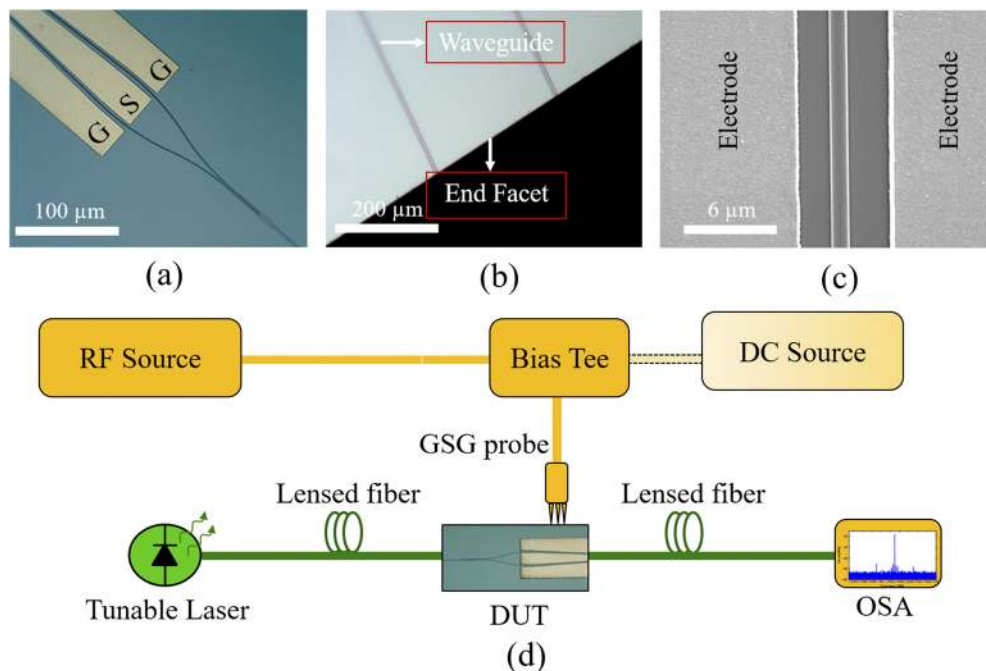 G
S
G
100 µm
(a)
Waveguide
End Facet
200 µm
(b)
Electrode
Electrode
6 µm
(c)
RF Source
Bias Tee
DC Source
GSG probe
Lensed fiber
Lensed fiber
Tunable Laser
DUT
OSA
(d)